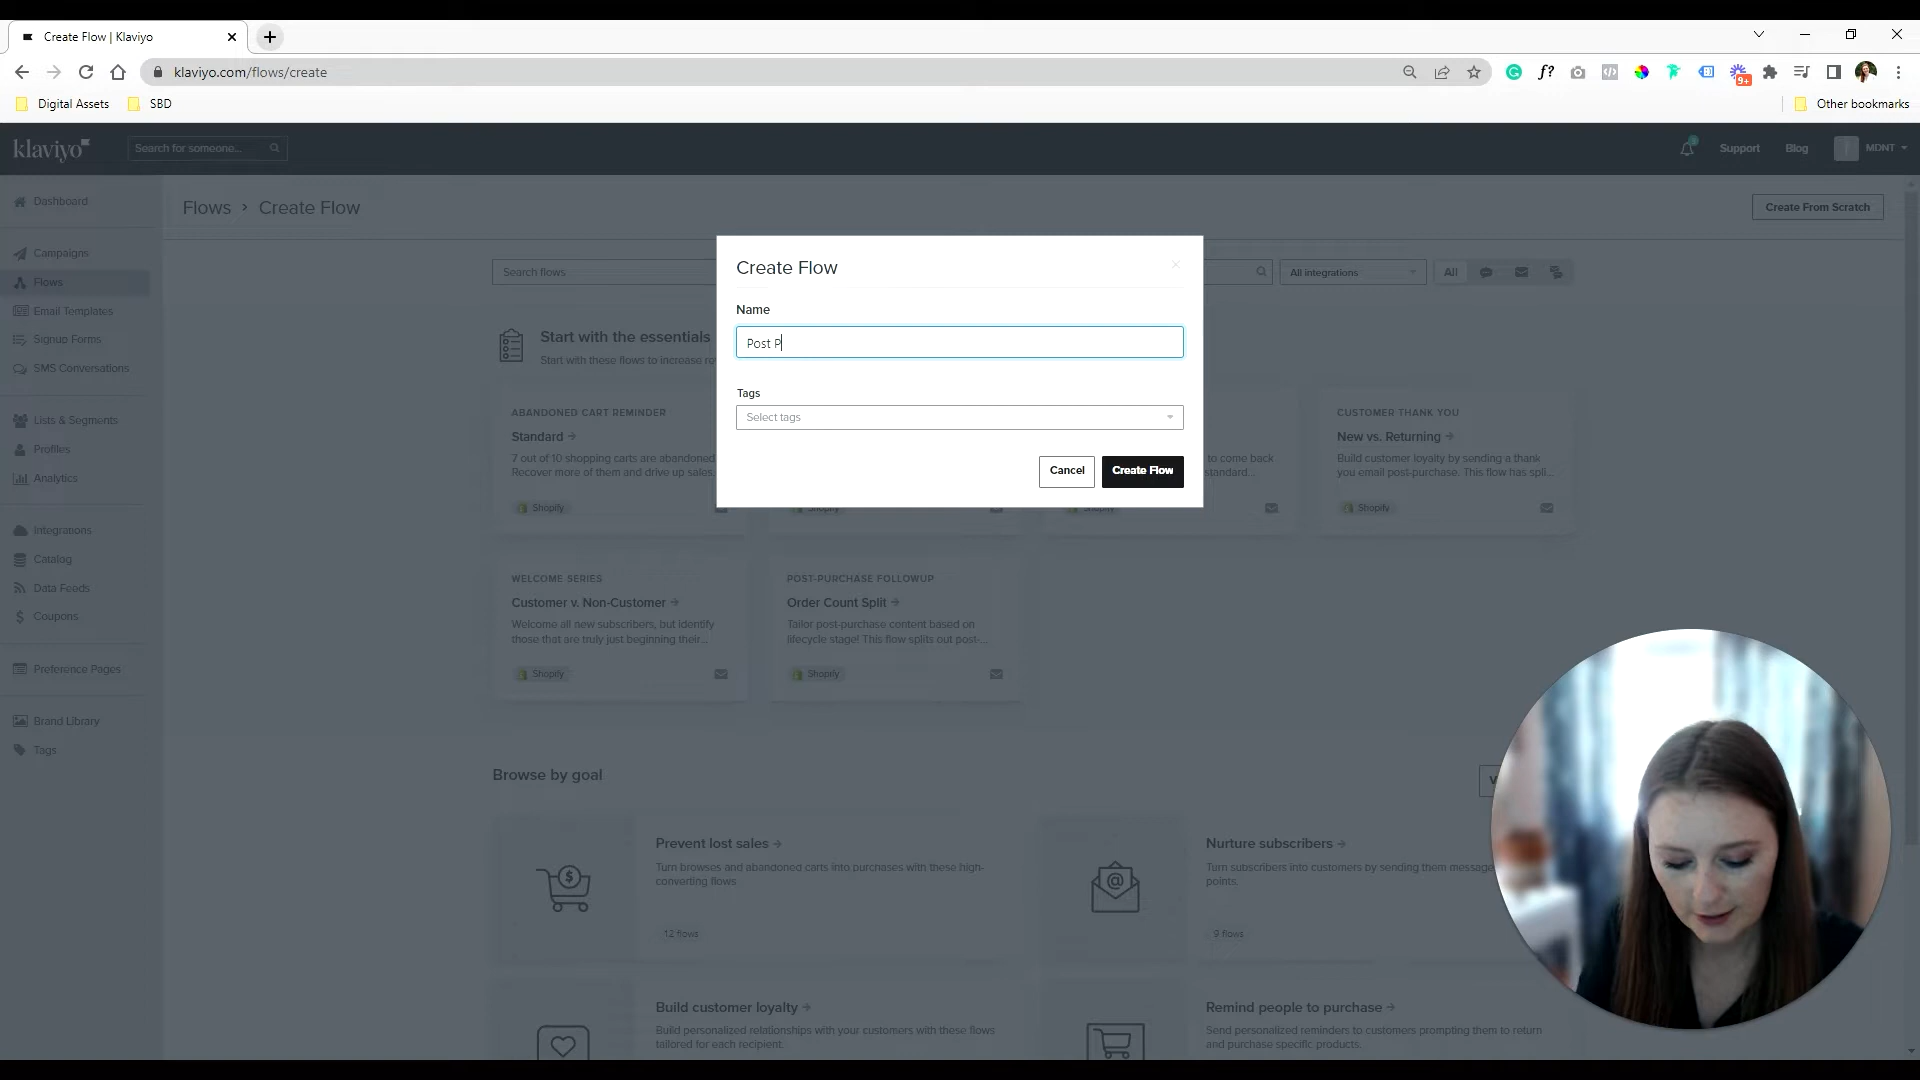 Create Flow | Klaviyo
klaviyo.com/flows/create
f?
9+
Digital Assets
SBD
Other bookmarks
klaviyo
Search for someone...
Support
Blog
MDNT
Dashboard
Campaigns
Flows
Email Templates
Signup Forms
SMS Conversations
Lists & Segments
Profiles
Analytics
Integrations
Catalog
Data Feeds
Coupons
Preference Pages
Brand Library
Tags
Flows > Create Flow
Create From Scratch
Search flows
All integrations
All
Start with the essentials
Start with these flows to increase
Create Flow
Name
Post P
Tags
Select tags
Cancel
Create Flow
ABANDONED CART REMINDER
Standard →
7 out of 10 shopping carts are abandoned
Recover more of them and drive up sales.
Shopify
Shopify
Shopify
to come back
standard...
CUSTOMER THANK YOU
New vs. Returning →
Build customer loyalty by sending a thank
you email post-purchase. This flow has spli...
Shopify
WELCOME SERIES
Customer v. Non-Customer →
Welcome all new subscribers, but identify
those that are truly just beginning their...
Shopify
POST-PURCHASE FOLLOWUP
Order Count Split →
Tailor post-purchase content based on
lifecycle stage! This flow splits out post-...
Shopify
Browse by goal
Prevent lost sales →
Turn browses and abandoned carts into purchases with these high-
converting flows
12 flows
Nurture subscribers →
Turn subscribers into customers by sending them
points.
9 flows
Build customer loyalty →
Build personalized relationships with your customers with these flows
tailored for each recipient.
Remind people to purchase →
Send personalized reminders to customers prompting them to return
and purchase specific products.